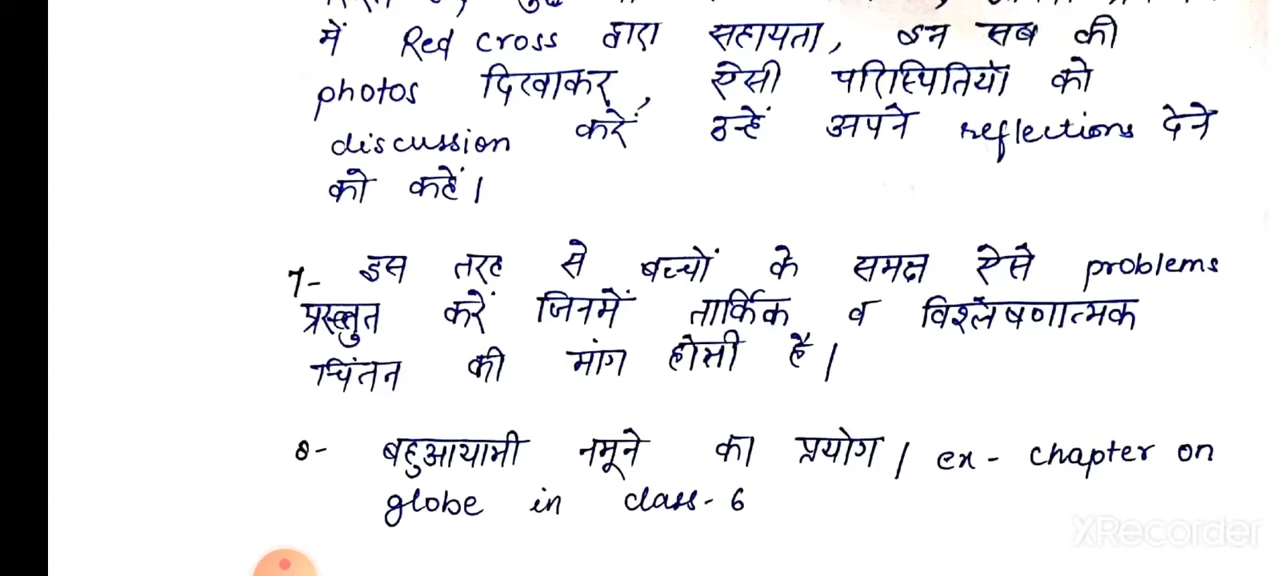 में Red cross द्वारा सहायता, इन सब की
photos दिखाकर, ऐसी परिस्थितियों को
discussion करें उन्हें अपने reflections देने
को कहें।
7- इस तरह से बच्चों के समक्ष ऐसे problems
प्रस्तुत करें जिनमें तार्किक व विश्लेषणात्मक
चिंतन की मांग होती है।
8- बहुआयामी नमूने का प्रयोग। ex - chapter on
globe in class - 6
XRecorder